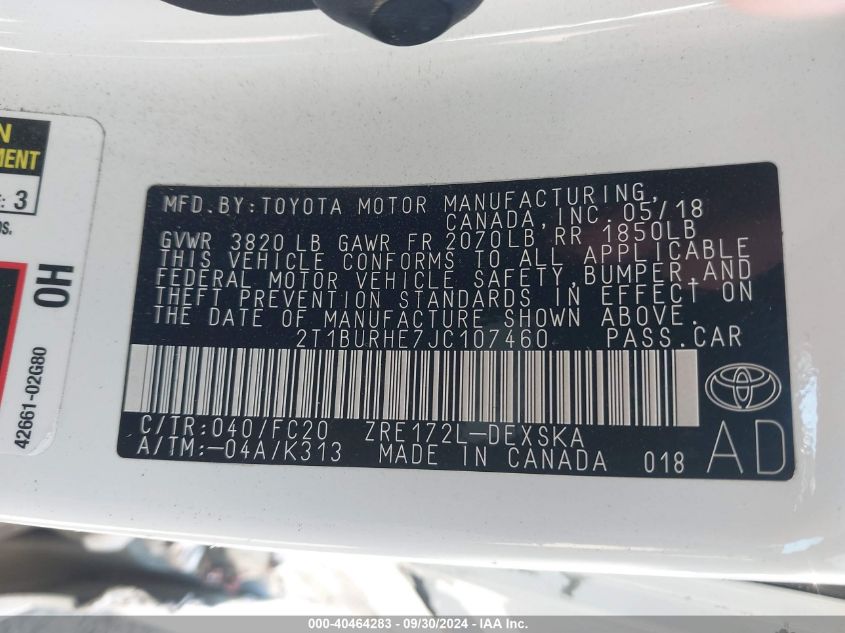 MFD.BY:TOYOTA MOTOR MANUFACTURING,
CANADA, INC. 05/18
GVWR 3820 LB GAWR FR 2070LB RR 1850LB
THIS VEHICLE CONFORMS TO ALL APPLICABLE
FEDERAL MOTOR VEHICLE SAFETY, BUMPER, AND
THEFT PREVENTION STANDARDS IN EFFECT ON
THE DATE OF MANUFACTURE SHOWN ABOVE.
2T1BURHE7JC107460 PASS.CAR
C/TR:040/FC20 ZRE172L-DEXSKA
A/TM:-04A/K313 MADE IN CANADA 018
AD
N
MENT
: 3
OH
42661-02G80
000-40464283 - 09/30/2024 - IAA, Inc.